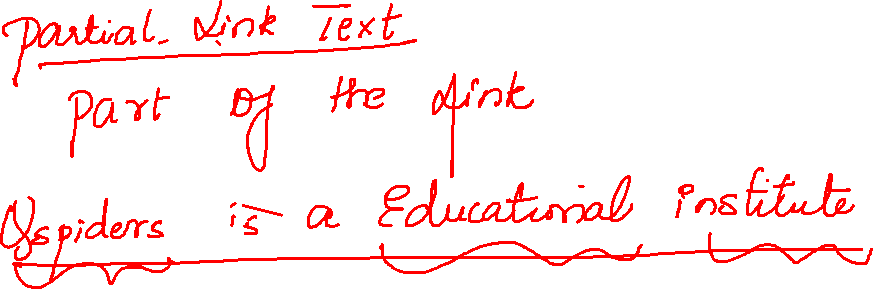 Partial Link Text
Part of the link
Qspiders is a Educational institute